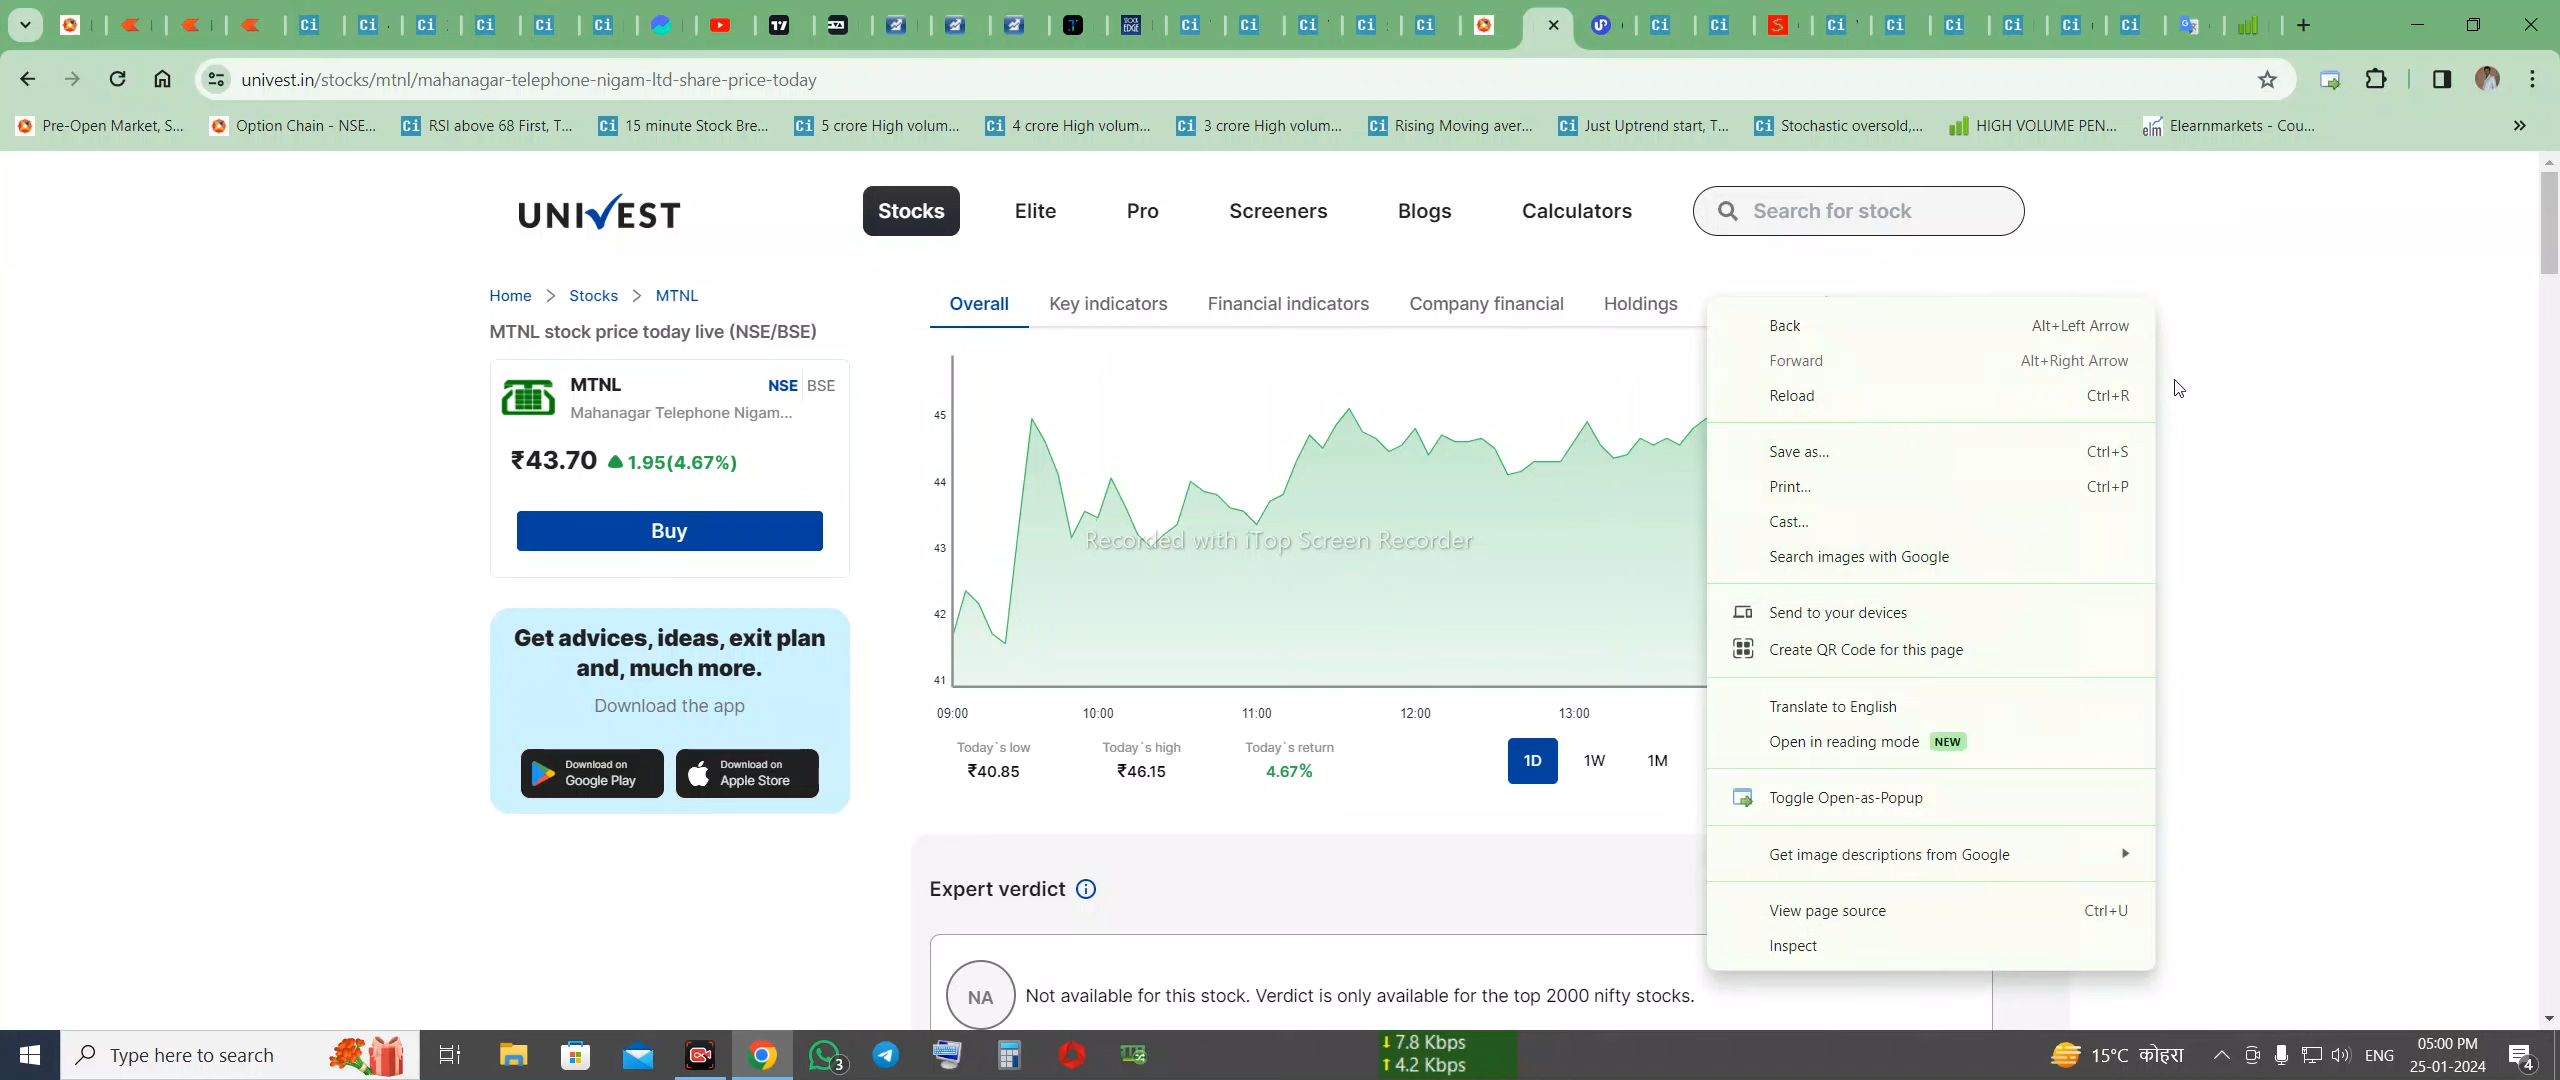 univest.in/stocks/mtnl/mahanagar-telephone-nigam-ltd-share-price-today
Pre-Open Market, S...
Option Chain - NSE...
RSI above 68 First, T...
15 minute Stock Bre...
5 crore High volum...
4 crore High volum...
3 crore High volum...
Rising Moving aver...
Just Uptrend start, T...
Stochastic oversold,...
HIGH VOLUME PEN...
Elearnmarkets - Cou...
UNIVEST
Stocks
Elite
Pro
Screeners
Blogs
Calculators
Search for stock
Home > Stocks > MTNL
MTNL stock price today live (NSE/BSE)
MTNL
NSE BSE
Mahanagar Telephone Nigam...
₹43.70 1.95(4.67%)
Buy
Get advices, ideas, exit plan
and, much more.
Download the app
Download on
Google Play
Download on
Apple Store
Overall
Key indicators
Financial indicators
Company financial
Holdings
45
44
43
42
41
09:00
10:00
11:00
12:00
13:00
Recorded with iTop Screen Recorder
Today`s low
₹40.85
Today`s high
₹46.15
Today`s return
4.67%
1D
1W
1M
Expert verdict
NA
Not available for this stock. Verdict is only available for the top 2000 nifty stocks.
Back Alt+Left Arrow
Forward Alt+Right Arrow
Reload Ctrl+R
Save as... Ctrl+S
Print... Ctrl+P
Cast...
Search images with Google
Send to your devices
Create QR Code for this page
Translate to English
Open in reading mode NEW
Toggle Open-as-Popup
Get image descriptions from Google
View page source Ctrl+U
Inspect
Type here to search
3
7.8 Kbps
4.2 Kbps
15°C कोहरा
ENG
05:00 PM
25-01-2024
4